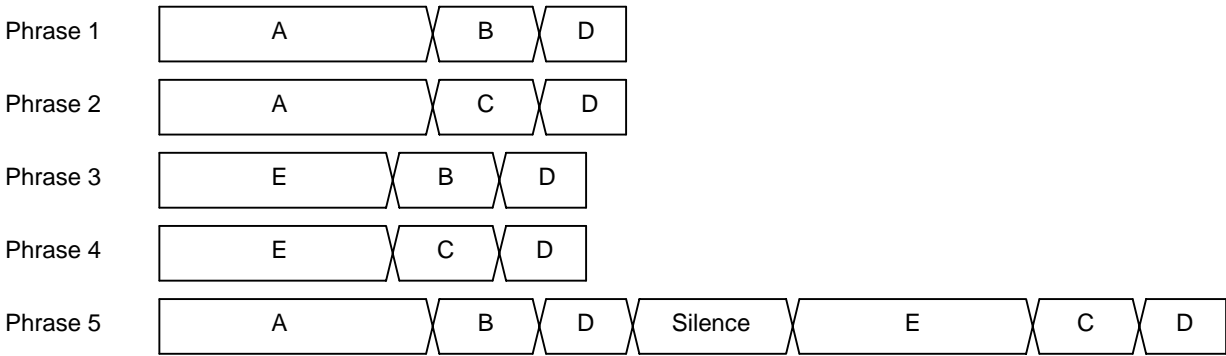 Phrase 1 A B D
Phrase 2 A C D
Phrase 3 E B D
Phrase 4 E C D
Phrase 5 A B D Silence E C D